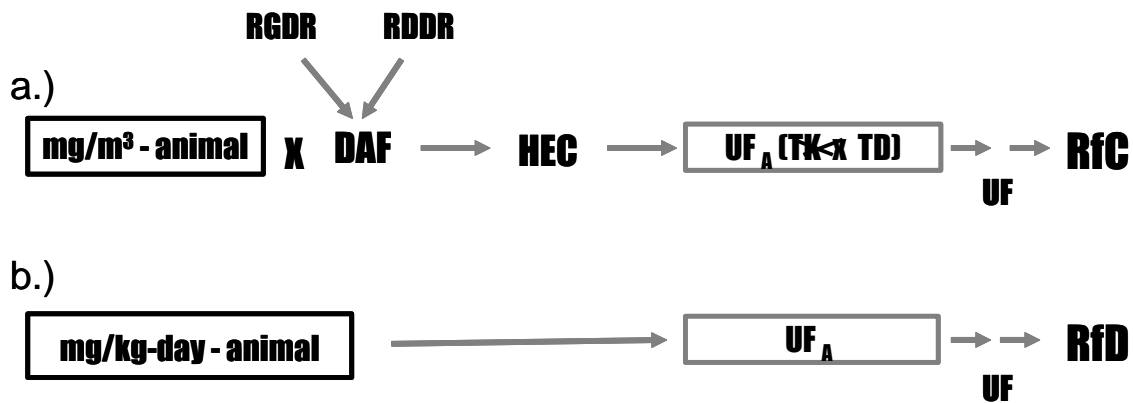 RGDR RDDR
a.)
mg/m³ - animal X DAF HEC UF A (TK x TD) RfC
UF
b.)
mg/kg-day - animal UF A RfD
UF